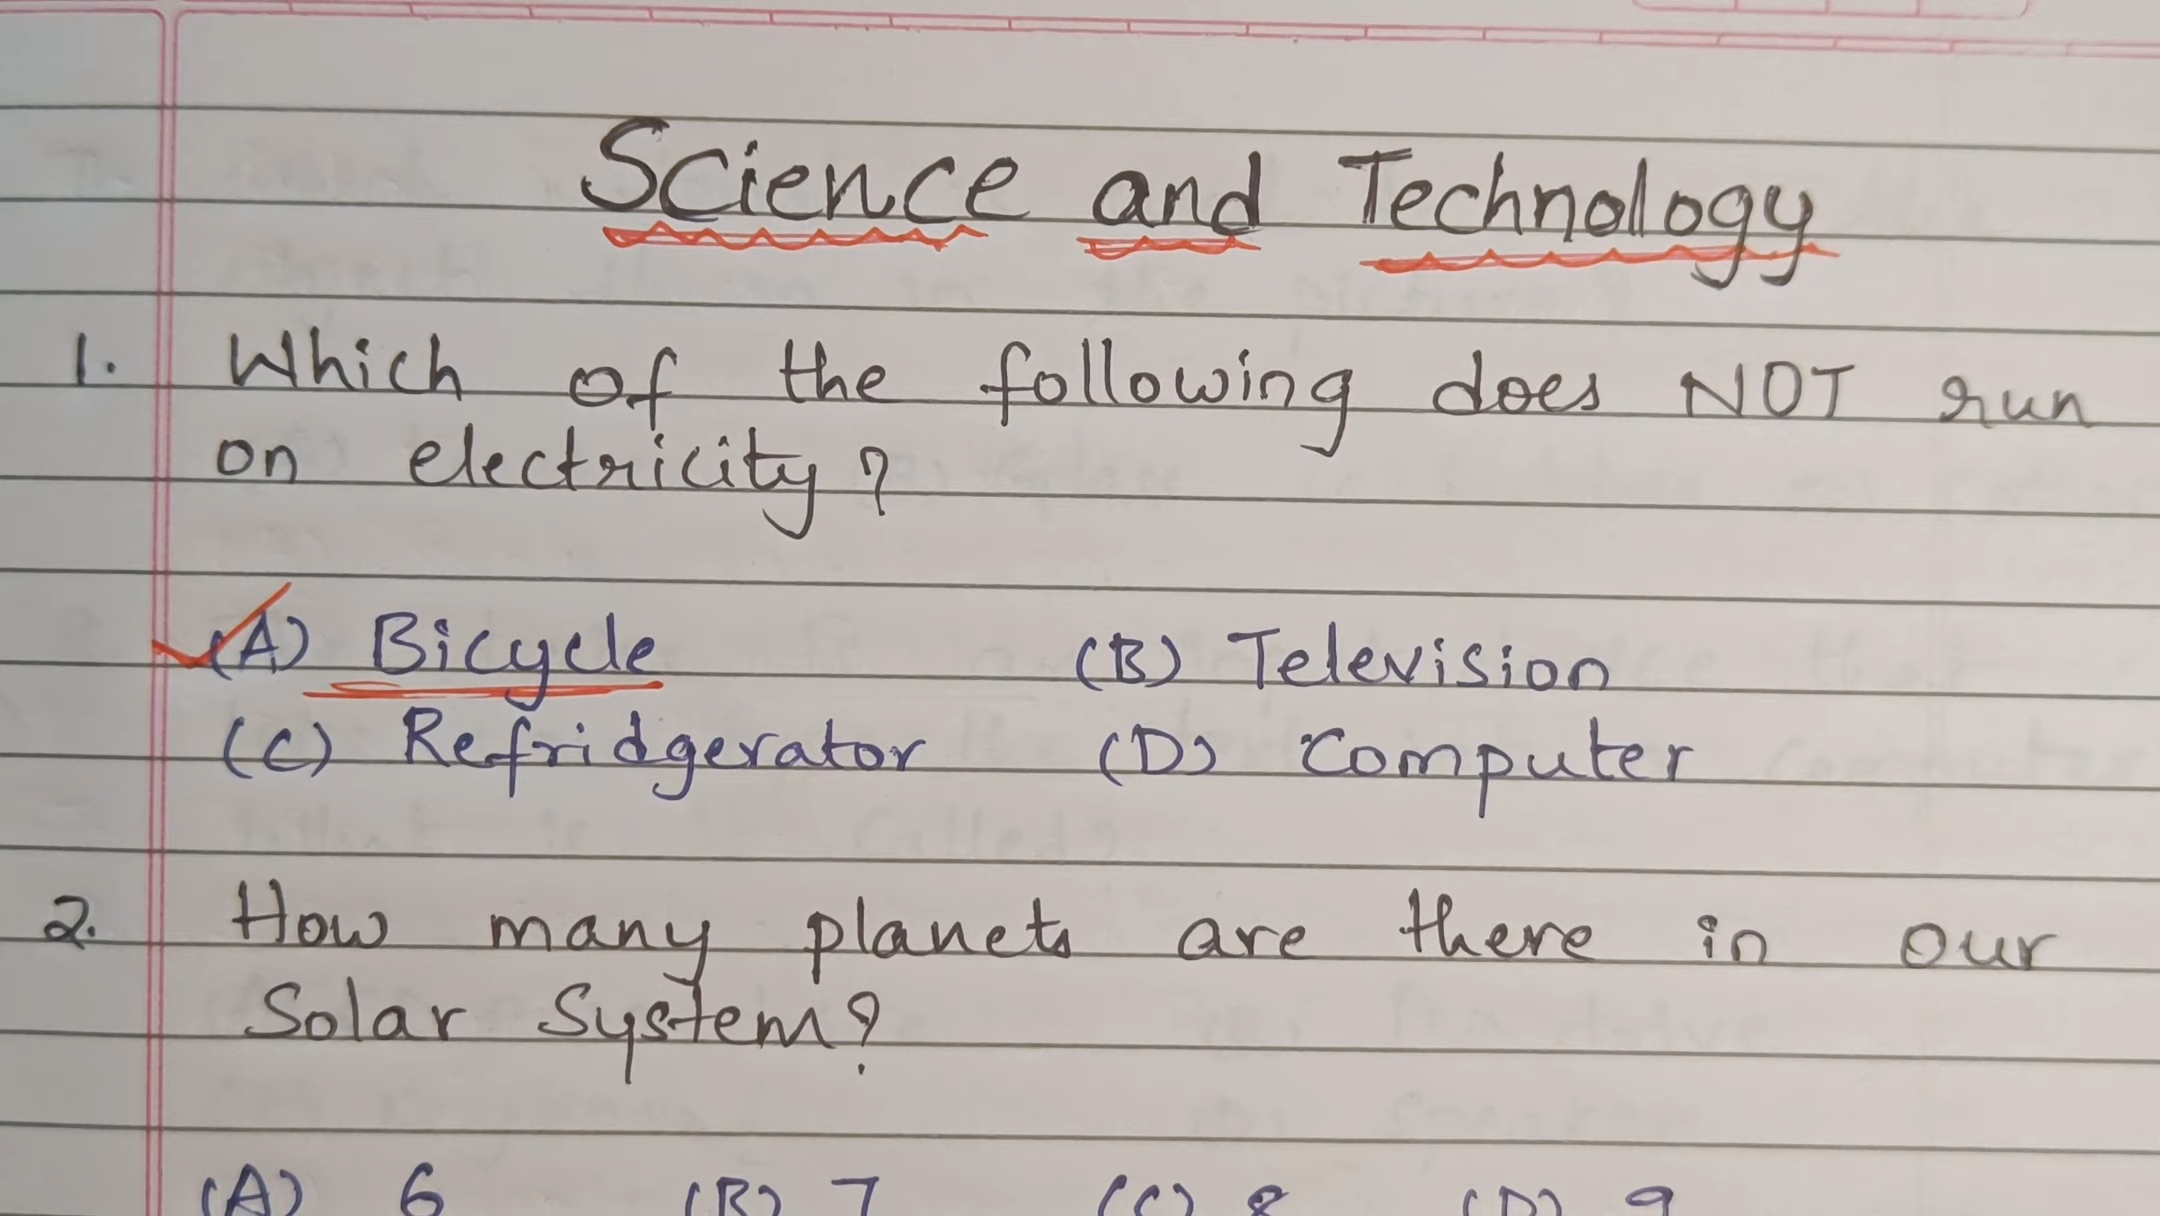 Science and Technology
1. Which of the following does NOT run
on electricity?
(A) Bicycle (B) Television
(C) Refridgerator (D) Computer
2. How many planets are there in our
Solar System?
(A) 6 (B) 7 (C) 8 (D) 9